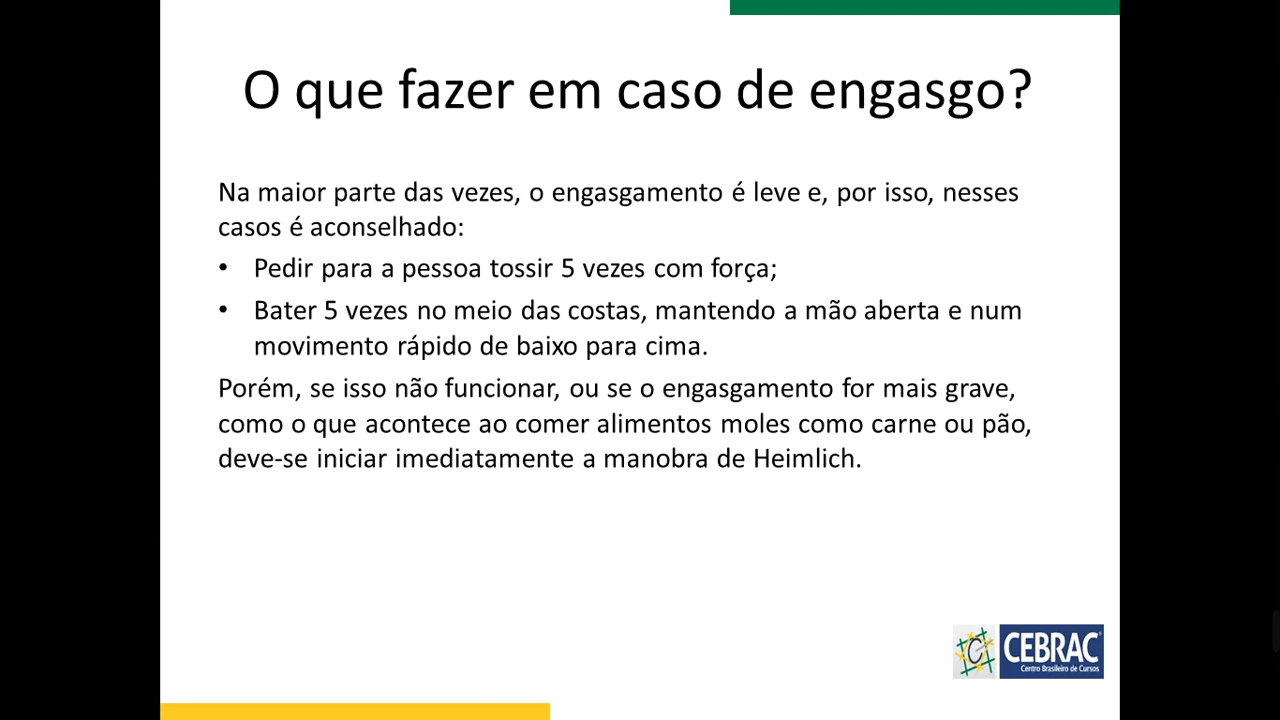 O que fazer em caso de engasgo?
Na maior parte das vezes, o engasgamento é leve e, por isso, nesses
casos é aconselhado:
• Pedir para a pessoa tossir 5 vezes com força;
• Bater 5 vezes no meio das costas, mantendo a mão aberta e num
movimento rápido de baixo para cima.
Porém, se isso não funcionar, ou se o engasgamento for mais grave,
como o que acontece ao comer alimentos moles como carne ou pão,
deve-se iniciar imediatamente a manobra de Heimlich.
CEBRAC
Centro Brasileiro de Cursos